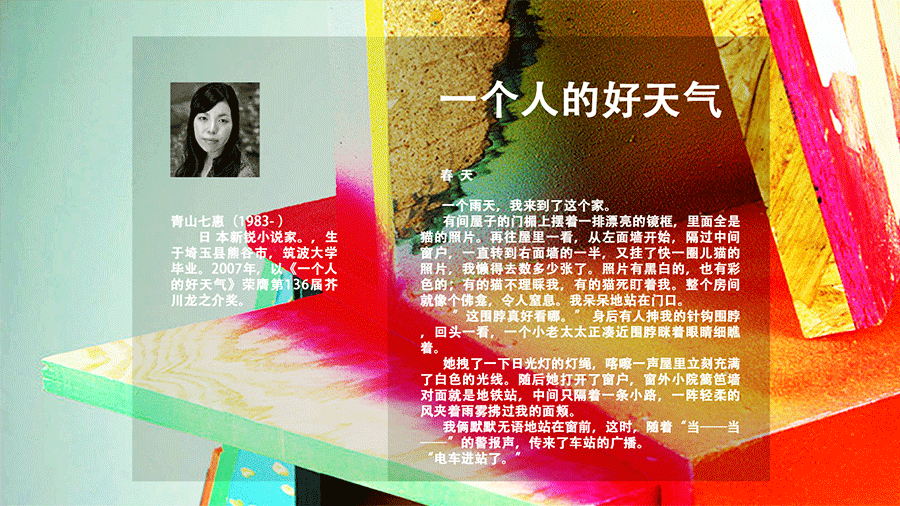 一个人的好天气
青山七惠（1983- ）
日 本新锐小说家。，生
于埼玉县熊谷市，筑波大学
毕业。2007年，以《一个人
的好天气》荣膺第136届芥
川龙之介奖。
春 天
一个雨天，我来到了这个家。
有间屋子的门楣上摆着一排漂亮的镜框，里面全是
猫的照片。再往屋里一看，从左面墙开始，隔过中间
窗户，一直转到右面墙的一半，又挂了快一圈儿猫的
照片，我懒得去数多少张了。照片有黑白的，也有彩
色的；有的猫不理睬我，有的猫死盯着我。整个房间
就像个佛龛，令人窒息。我呆呆地站在门口。
”这围脖真好看哪。” 身后有人抻我的针钩围脖
，回头一看，一个小老太太正凑近围脖眯着眼睛细瞧
着。
她拽了一下日光灯的灯绳，喀嚓一声屋里立刻充满
了白色的光线。随后她打开了窗户，窗外小院篱笆墙
对面就是地铁站，中间只隔着一条小路，一阵轻柔的
风夹着雨雾拂过我的面颊。
我俩默默无语地站在窗前，这时，随着“当——当
——”的警报声，传来了车站的广播。
“电车进站了。”